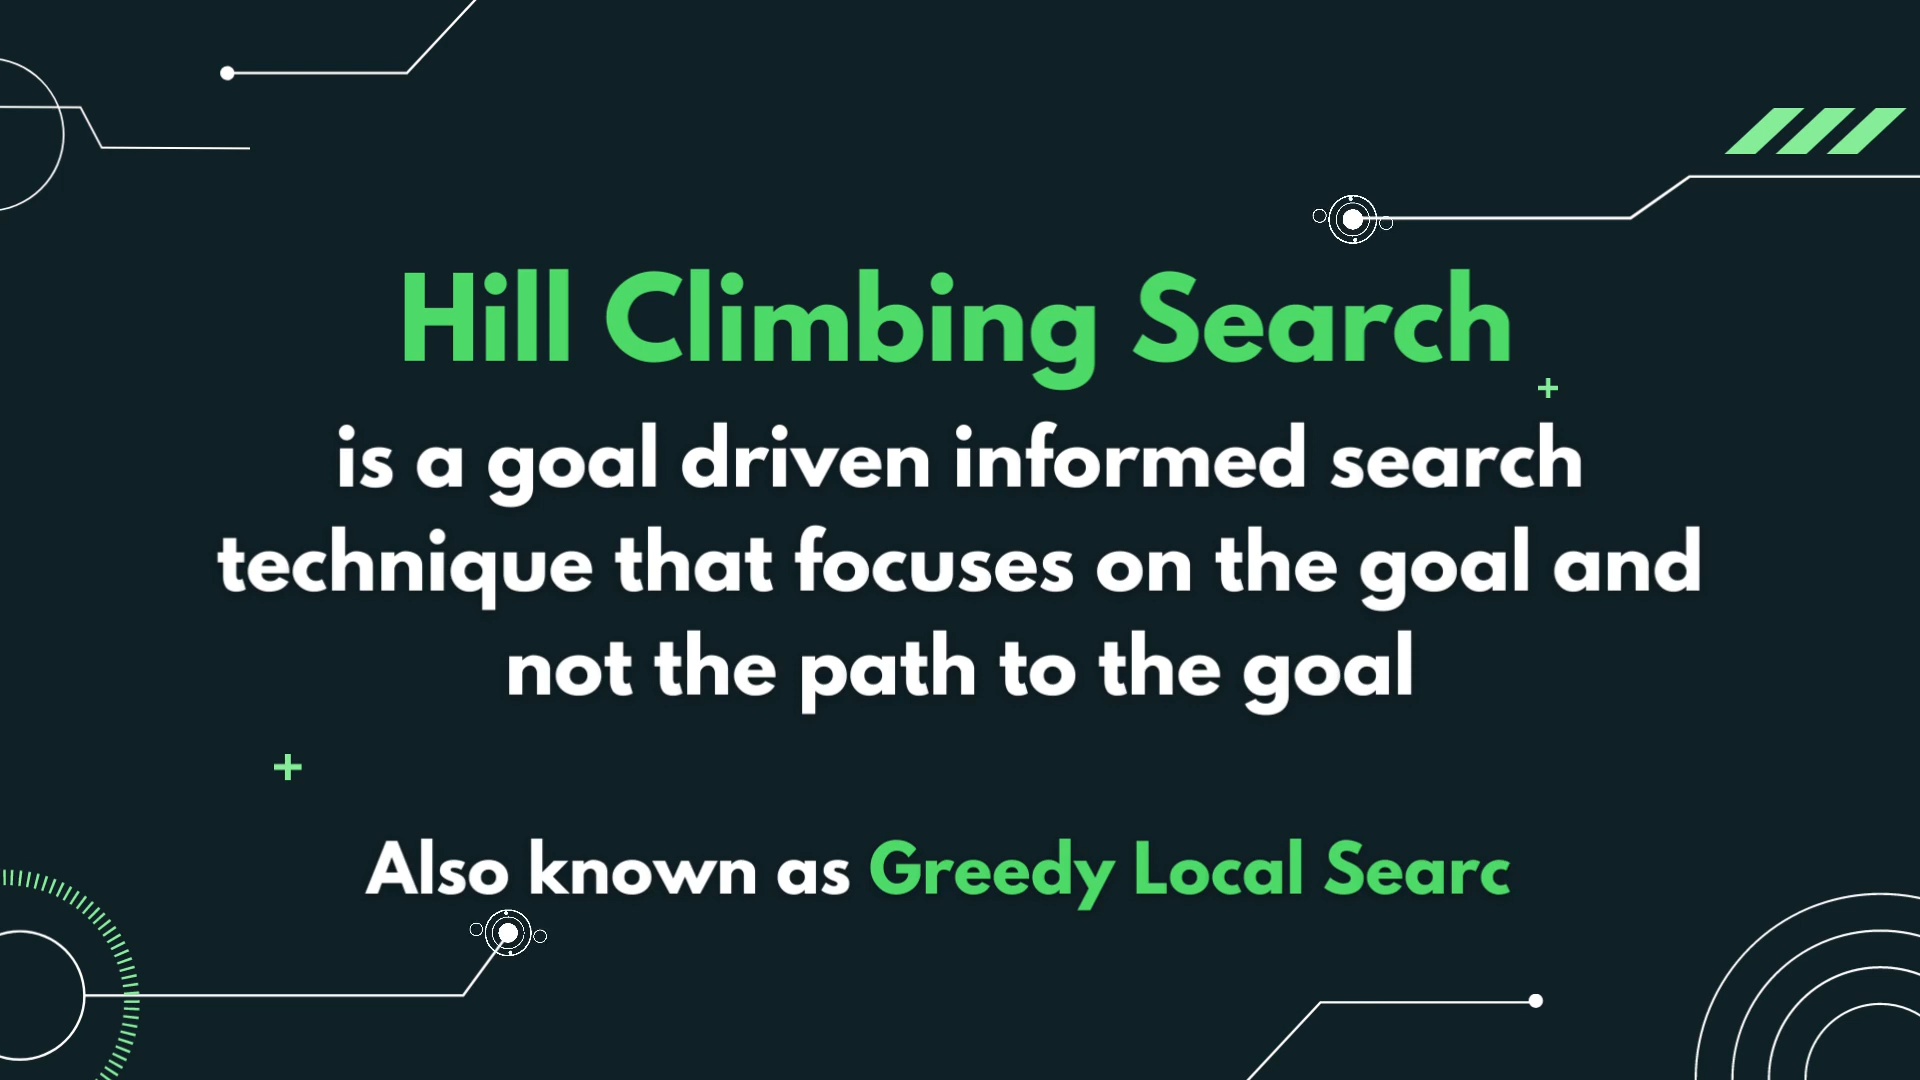 Hill Climbing Search
is a goal driven informed search
technique that focuses on the goal and
not the path to the goal
Also known as Greedy Local Searc